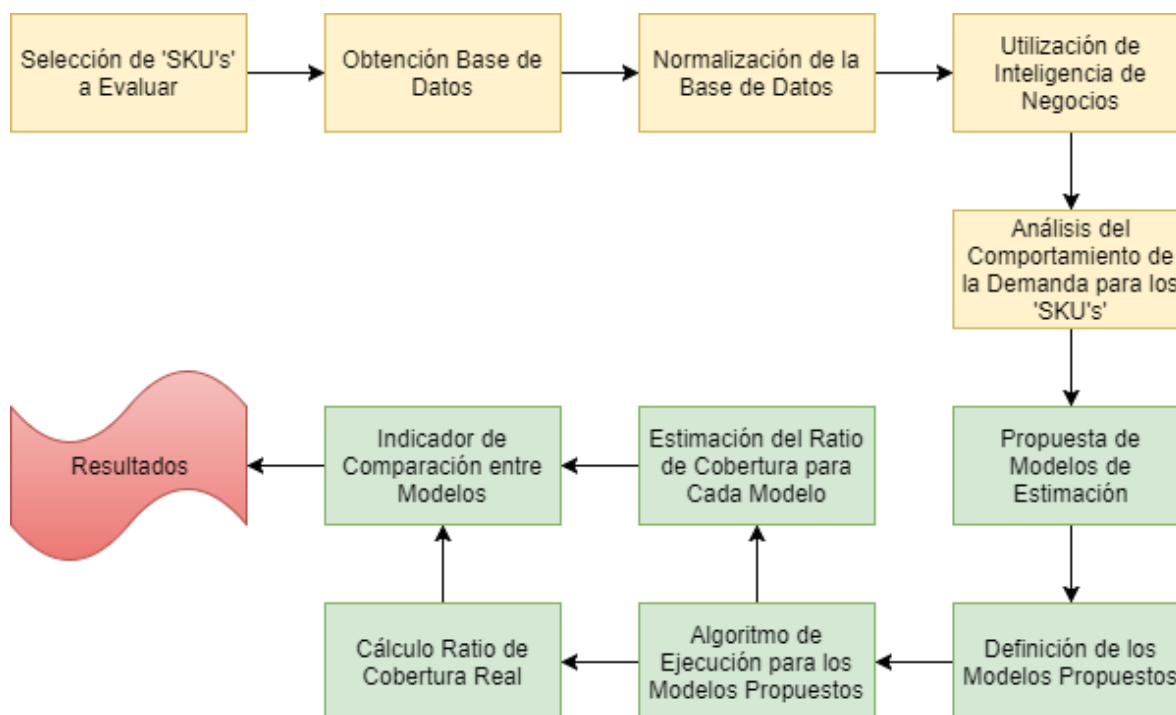 Selección de 'SKU's'
a Evaluar
Obtención Base de
Datos
Normalización de la
Base de Datos
Utilización de
Inteligencia de
Negocios
Análisis del
Comportamiento de
la Demanda para los
'SKU's'
Propuesta de
Modelos de
Estimación
Definición de los
Modelos Propuestos
Algoritmo de
Ejecución para los
Modelos Propuestos
Estimación del Ratio
de Cobertura para
Cada Modelo
Cálculo Ratio de
Cobertura Real
Indicador de
Comparación entre
Modelos
Resultados